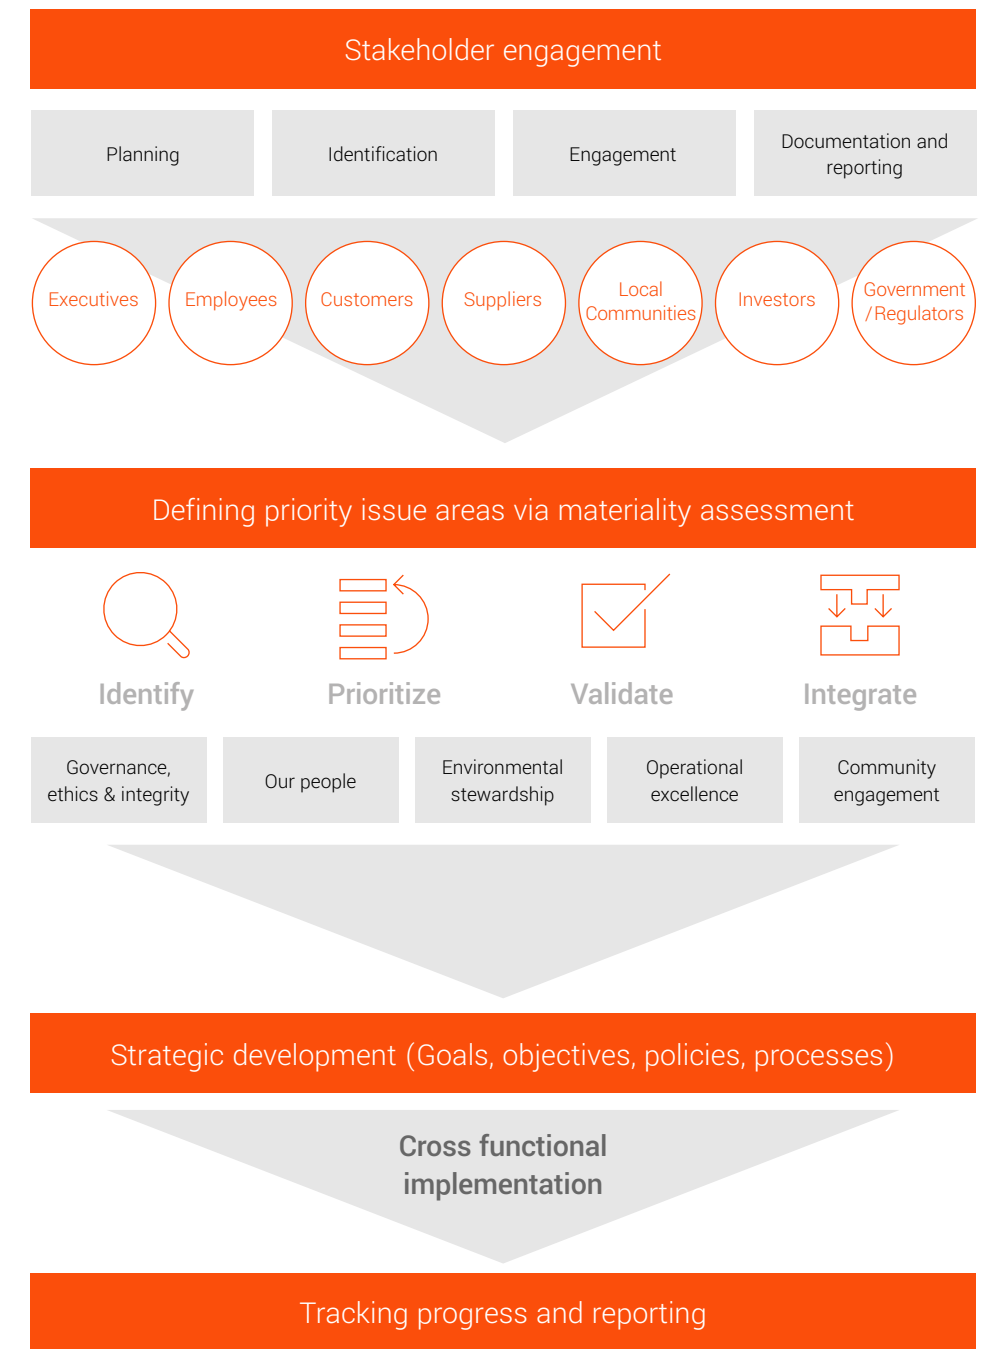 Stakeholder engagement
Planning
Identification
Engagement
Documentation and
reporting
Executives
Employees
Customers
Suppliers
Local
Communities
Investors
Government
/Regulators
Defining priority issue areas via materiality assessment
Identify
Prioritize
Validate
Integrate
Governance,
ethics & integrity
Our people
Environmental
stewardship
Operational
excellence
Community
engagement
Strategic development (Goals, objectives, policies, processes)
Cross functional
implementation
Tracking progress and reporting